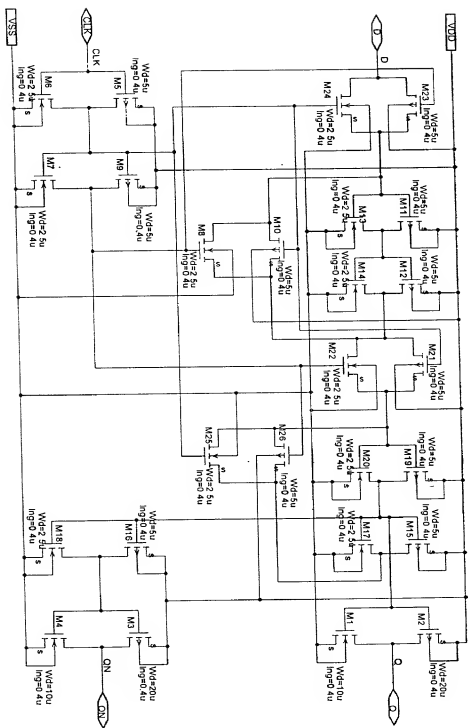 VDD
M23
Wd=5u
lng=0.4u
s
M11
Wd=5u
lng=0.4u
s
M12
Wd=5u
lng=0.4u
s
M21
Wd=5u
lng=0.4u
s
M19
Wd=5u
lng=0.4u
s
M15
Wd=5u
lng=0.4u
s
M2
Wd=20u
lng=0.4u
s
D
D
Q
Q
M24
Wd=2.5u
lng=0.4u
s
M13
Wd=2.5u
lng=0.4u
s
M14
Wd=2.5u
lng=0.4u
s
M22
Wd=2.5u
lng=0.4u
s
M20
Wd=2.5u
lng=0.4u
s
M17
Wd=2.5u
lng=0.4u
s
M1
Wd=10u
lng=0.4u
s
M10
Wd=5u
lng=0.4u
s
M26
Wd=5u
lng=0.4u
s
M8
Wd=2.5u
lng=0.4u
s
M25
Wd=2.5u
lng=0.4u
s
M5
Wd=5u
lng=0.4u
s
M9
Wd=5u
lng=0.4u
s
M16
Wd=5u
lng=0.4u
s
M3
Wd=20u
lng=0.4u
s
CLK
CLK
QN
QN
M6
Wd=2.5u
lng=0.4u
s
M7
Wd=2.5u
lng=0.4u
s
M18
Wd=2.5u
lng=0.4u
s
M4
Wd=10u
lng=0.4u
s
VSS